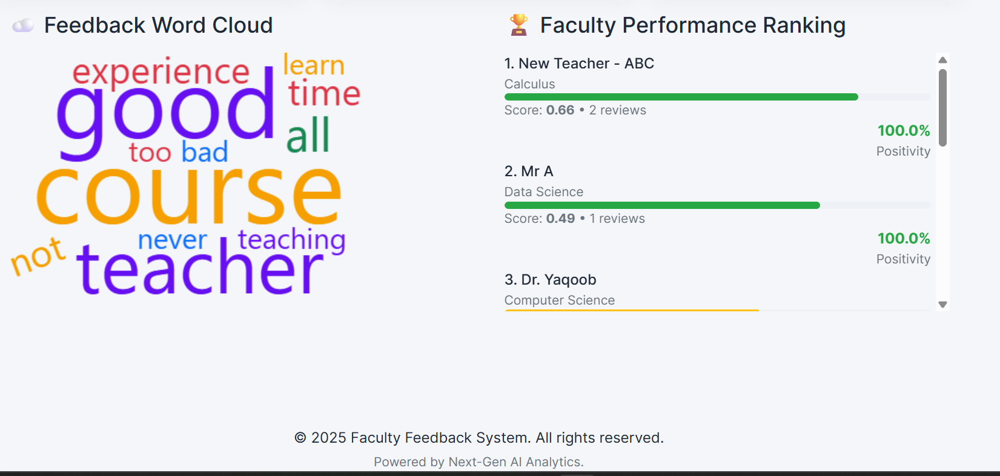 Feedback Word Cloud
experience
learn
good
time
all
too
bad
course
never
teaching
not
teacher
Faculty Performance Ranking
1. New Teacher - ABC
Calculus
Score: 0.66 • 2 reviews
100.0%
Positivity
2. Mr A
Data Science
Score: 0.49 • 1 reviews
100.0%
Positivity
3. Dr. Yaqoob
Computer Science
© 2025 Faculty Feedback System. All rights reserved.
Powered by Next-Gen AI Analytics.